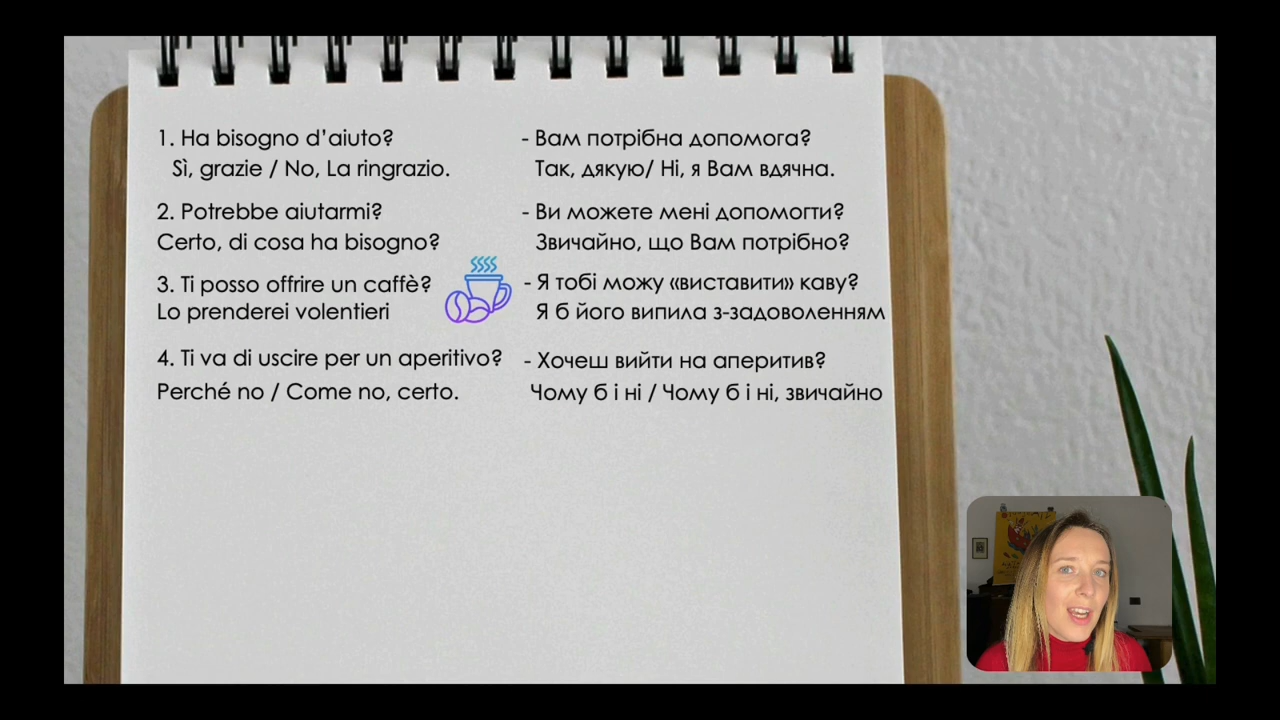 1. Ha bisogno d’aiuto? - Вам потрібна допомога?
Sì, grazie / No, La ringrazio. Так, дякую/ Ні, я Вам вдячна.
2. Potrebbe aiutarmi? - Ви можете мені допомогти?
Certo, di cosa ha bisogno? Звичайно, що Вам потрібно?
3. Ti posso offrire un caffè? - Я тобі можу «виставити» каву?
Lo prenderei volentieri Я б його випила з-задоволенням
4. Ti va di uscire per un aperitivo? - Хочеш вийти на аперитив?
Perché no / Come no, certo. Чому б і ні / Чому б і ні, звичайно